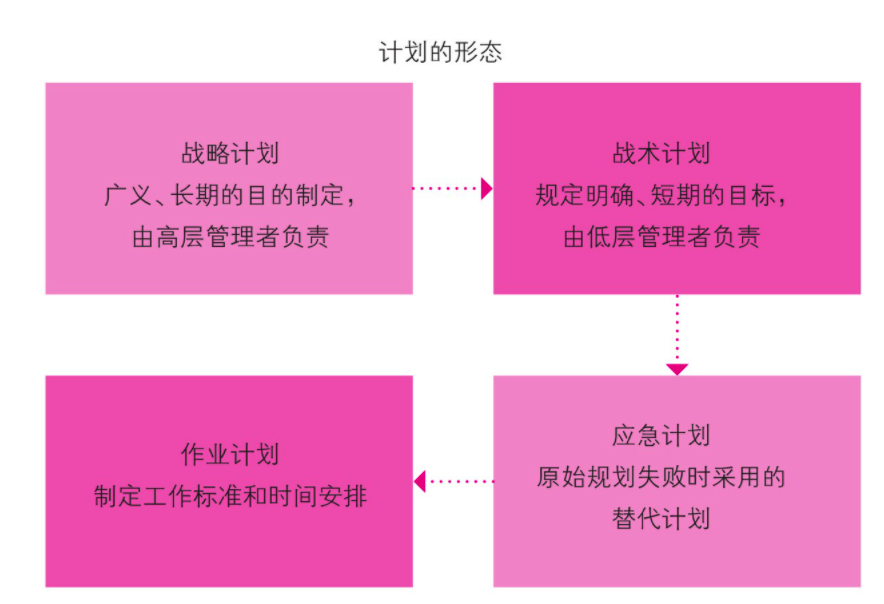 计划的形态
战略计划
广义、长期的目的制定，
由高层管理者负责
战术计划
规定明确、短期的目标，
由低层管理者负责
应急计划
原始规划失败时采用的
替代计划
作业计划
制定工作标准和时间安排